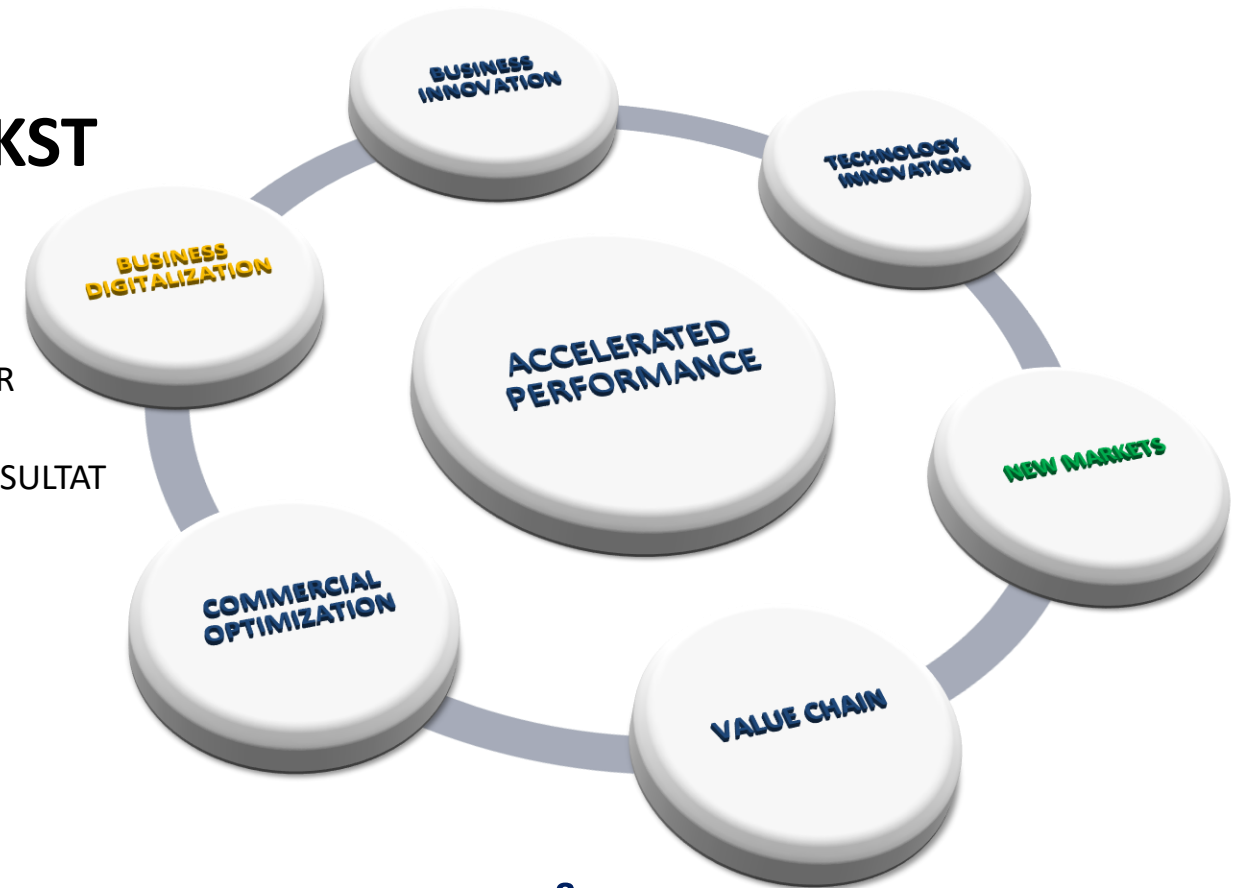 KST
R
SULTAT
BUSINESS
INNOVATION
TECHNOLOGY
INNOVATION
BUSINESS
DIGITALIZATION
ACCELERATED
PERFORMANCE
NEW MARKETS
COMMERCIAL
OPTIMIZATION
VALUE CHAIN